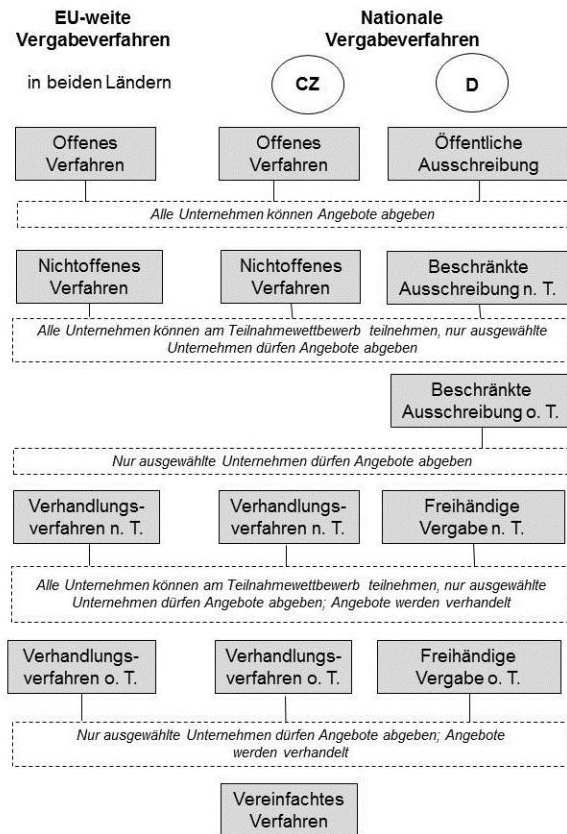 EU-weite
Vergabeverfahren
Nationale
Vergabeverfahren
in beiden Ländern
CZ
D
Offenes
Verfahren
Offenes
Verfahren
Öffentliche
Ausschreibung
Alle Unternehmen können Angebote abgeben
Nichtoffenes
Verfahren
Nichtoffenes
Verfahren
Beschränkte
Ausschreibung n. T.
Alle Unternehmen können am Teilnahmewettbewerb teilnehmen, nur ausgewählte
Unternehmen dürfen Angebote abgeben
Beschränkte
Ausschreibung o. T.
Nur ausgewählte Unternehmen dürfen Angebote abgeben
Verhandlungs-
verfahren n. T.
Verhandlungs-
verfahren n. T.
Freihändige
Vergabe n. T.
Alle Unternehmen können am Teilnahmewettbewerb teilnehmen, nur ausgewählte
Unternehmen dürfen Angebote abgeben; Angebote werden verhandelt
Verhandlungs-
verfahren o. T.
Verhandlungs-
verfahren o. T.
Freihändige
Vergabe o. T.
Nur ausgewählte Unternehmen dürfen Angebote abgeben; Angebote
werden verhandelt
Vereinfachtes
Verfahren